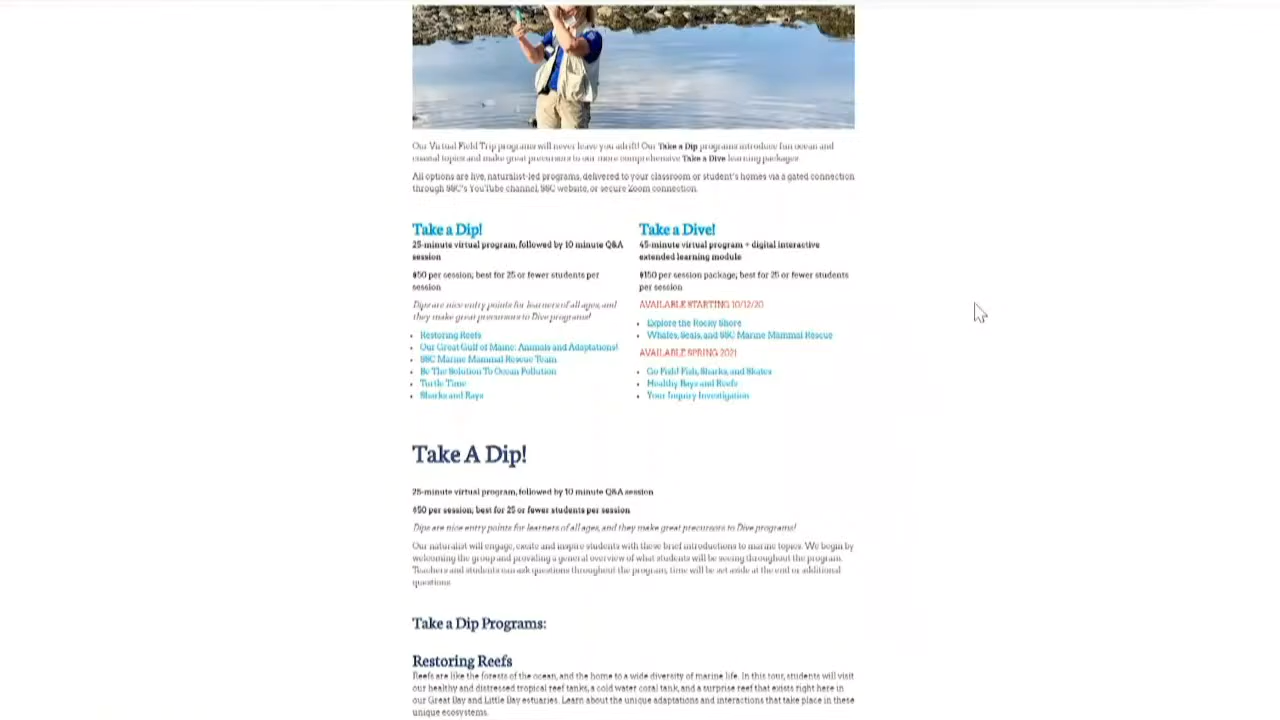 Our Virtual Field Trip programs will never leave you adrift! Our Take a Dip programs introduce fun ocean and
coastal topics and make great precursors to our more comprehensive Take a Dive learning packages.
All options are live, naturalist-led programs, delivered to your classroom or student's homes via a gated connection
through SSC's YouTube channel, SSC website, or secure Zoom connection.
Take a Dip!
25-minute virtual program, followed by 10 minute Q&A
session
$50 per session; best for 25 or fewer students per
session
Dips are nice entry points for learners of all ages, and
they make great precursors to Dive programs!
Restoring Reefs
Our Great Gulf of Maine: Animals and Adaptations!
SSC Marine Mammal Rescue Team
Be The Solution To Ocean Pollution
Turtle Time
Sharks and Rays
Take a Dive!
45-minute virtual program + digital interactive
extended learning module
$150 per session package; best for 25 or fewer students
per session
AVAILABLE STARTING 10/12/20
Explore the Rocky Shore
Whales, Seals, and SSC Marine Mammal Rescue
AVAILABLE SPRING 2021
Go Fish! Fish, Sharks, and Skates
Healthy Bays and Reefs
Your Inquiry Investigation
Take A Dip!
25-minute virtual program, followed by 10 minute Q&A session
$50 per session; best for 25 or fewer students per session
Dips are nice entry points for learners of all ages, and they make great precursors to Dive programs!
Our naturalist will engage, excite and inspire students with these brief introductions to marine topics. We begin by
welcoming the group and providing a general overview of what students will be seeing throughout the program.
Teachers and students can ask questions throughout the program, time will be set aside at the end or additional
questions.
Take a Dip Programs:
Restoring Reefs
Reefs are like the forests of the ocean, and the home to a wide diversity of marine life. In this tour, students will visit
our healthy and distressed tropical reef tanks, a cold water coral tank, and a surprise reef that exists right here in
our Great Bay and Little Bay estuaries. Learn about the unique adaptations and interactions that take place in these
unique ecosystems.